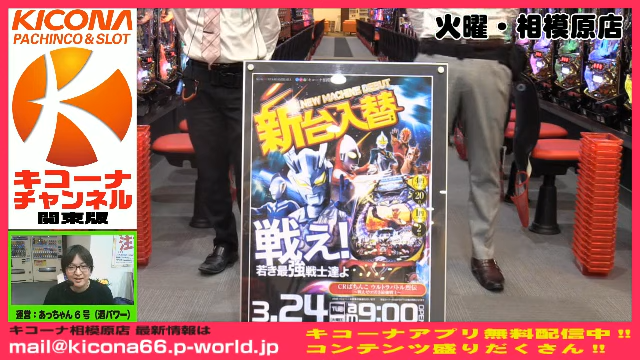 KICONA
PACHINCO & SLOT
キコーナ
チャンネル
関東版
運営:あっちゃん6号(酒パワー)
火曜・相模原店
NEW MACHINE DEBUT
新台入替
戦え!
若き最強戦士達よ
CRぱちんこ ウルトラバトル烈伝
3.24 TUE am 9:00
キコーナ相模原店 最新情報は
mail@kicona66.p-world.jp
キコーナアプリ無料配信中!!
コンテンツ盛りだくさん!!